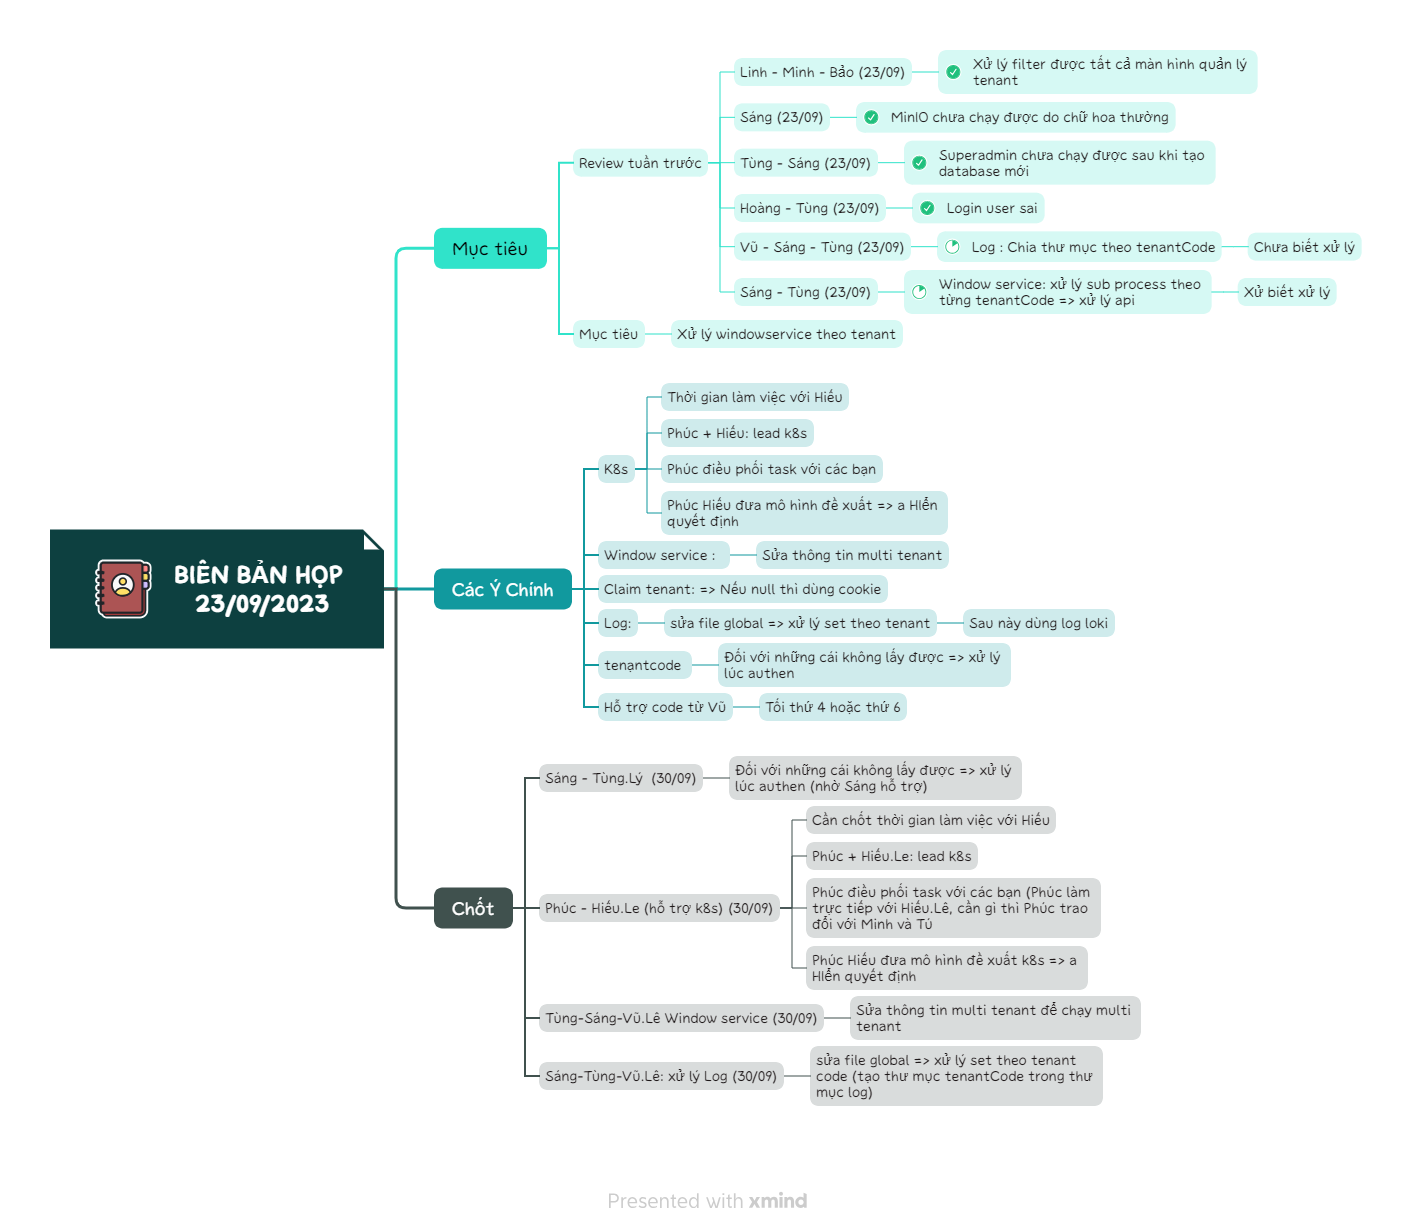 BIÊN BẢN HỌP
23/09/2023
Mục tiêu
Review tuần trước
Linh - Minh - Bảo (23/09)
Xử lý filter được tất cả màn hình quản lý
tenant
Sáng (23/09)
MinIO chưa chạy được do chữ hoa thường
Tùng - Sáng (23/09)
Superadmin chưa chạy được sau khi tạo
database mới
Hoàng - Tùng (23/09)
Login user sai
Vũ - Sáng - Tùng (23/09)
Log : Chia thư mục theo tenantCode
Chưa biết xử lý
Sáng - Tùng (23/09)
Window service: xử lý sub process theo
từng tenantCode => xử lý api
Xử biết xử lý
Mục tiêu
Xử lý windowservice theo tenant
Các Ý Chính
K8s
Thời gian làm việc với Hiếu
Phúc + Hiếu: lead k8s
Phúc điều phối task với các bạn
Phúc Hiếu đưa mô hình đề xuất => a HIển
quyết định
Window service :
Sửa thông tin multi tenant
Claim tenant: => Nếu null thì dùng cookie
Log:
sửa file global => xử lý set theo tenant
Sau này dùng log loki
tenạntcode
Đối với những cái không lấy được => xử lý
lúc authen
Hỗ trợ code từ Vũ
Tối thứ 4 hoặc thứ 6
Chốt
Sáng - Tùng.Lý (30/09)
Đối với những cái không lấy được => xử lý
lúc authen (nhờ Sáng hỗ trợ)
Phúc - Hiếu.Le (hỗ trợ k8s) (30/09)
Cần chốt thời gian làm việc với Hiếu
Phúc + Hiếu.Le: lead k8s
Phúc điều phối task với các bạn (Phúc làm
trực tiếp với Hiếu.Lê, cần gì thì Phúc trao
đổi với Minh và Tú
Phúc Hiếu đưa mô hình đề xuất k8s => a
HIển quyết định
Tùng-Sáng-Vũ.Lê Window service (30/09)
Sửa thông tin multi tenant để chạy multi
tenant
Sáng-Tùng-Vũ.Lê: xử lý Log (30/09)
sửa file global => xử lý set theo tenant
code (tạo thư mục tenantCode trong thư
mục log)
Presented with xmind